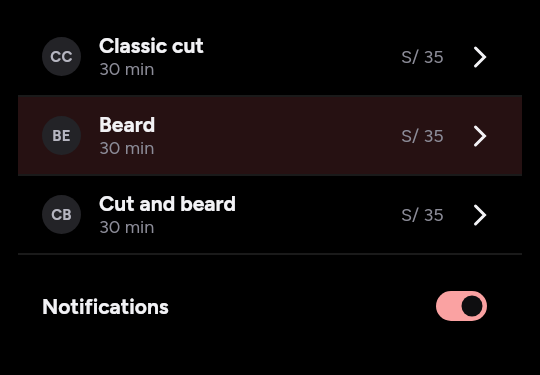 CC
Classic cut
30 min
S/ 35
BE
Beard
30 min
S/ 35
CB
Cut and beard
30 min
S/ 35
Notifications